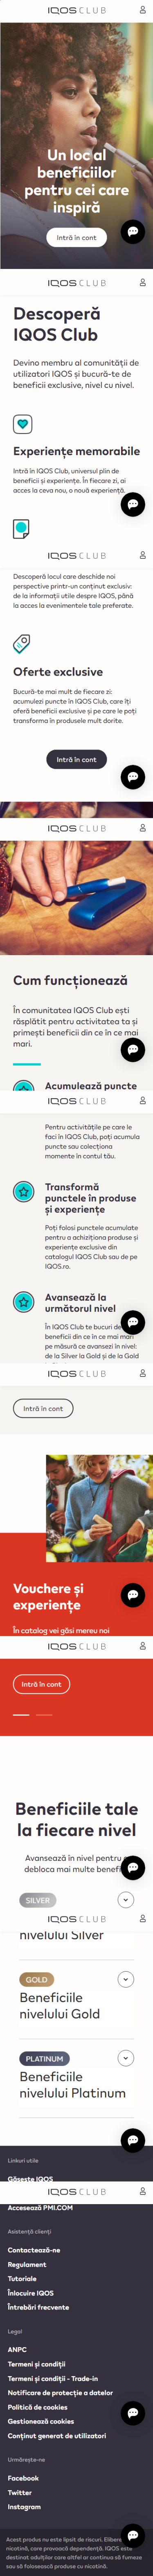 IQOS CLUB
Un loc al
beneficiilor
pentru cei care
inspiră
Intră în cont
IQOS CLUB
Descoperă
IQOS Club
Devino membru al comunității de
utilizatori IQOS și bucură-te de
beneficii exclusive, nivel cu nivel.
Experiențe memorabile
Intră în IQOS Club, universul plin de
beneficii și experiențe. În fiecare zi, ai
acces la ceva nou, o nouă experiență.
IQOS CLUB
Descoperă locul care deschide noi
perspective printr-un conținut exclusiv:
de la informații utile despre IQOS, până
la acces la evenimentele tale preferate.
Oferte exclusive
Bucură-te mai mult de fiecare zi:
acumulezi puncte în IQOS Club, care îți
oferă beneficii exclusive și pe care le poți
transforma în produsele mult dorite.
Intră în cont
IQOS CLUB
Cum funcționează
În comunitatea IQOS Club ești
răsplătit pentru activitatea ta și
primești beneficii din ce în ce mai
mari.
Acumulează puncte
IQOS CLUB
Pentru activitățile pe care le
faci în IQOS Club, poți acumula
puncte sau colecționa
momente în contul tău.
Transformă
punctele în produse
și experiențe
Poți folosi punctele acumulate
pentru a achiziționa produse și
experiențe exclusive din
catalogul IQOS Club sau de pe
IQOS.ro.
Avansează la
următorul nivel
În IQOS Club te bucuri de
beneficii din ce în ce mai mari
pe măsură ce avansezi în nivel:
de la Silver la Gold și de la Gold
IQOS CLUB
Intră în cont
Vouchere și
experiențe
În catalog vei găsi mereu noi
IQOS CLUB
Intră în cont
Beneficiile tale
la fiecare nivel
Avansează în nivel pentru a
debloca mai multe beneficii
SILVER
IQOS CLUB
nivelului Silver
GOLD
Beneficiile
nivelului Gold
PLATINUM
Beneficiile
nivelului Platinum
Linkuri utile
Găsește IQOS
IQOS CLUB
Accesează PMI.COM
Asistență clienți
Contactează-ne
Regulament
Tutoriale
Înlocuire IQOS
Întrebări frecvente
Legal
ANPC
Termeni și condiții
Termeni și condiții - Trade-in
Notificare de protecție a datelor
Politică de cookies
Gestionează cookies
Conținut generat de utilizatori
Urmărește-ne
Facebook
Twitter
Instagram
Acest produs nu este lipsit de riscuri. Eliberează
nicotină, care provoacă dependență. IQOS este
destinat adulților care altfel ar continua să fumeze
sau să folosească produse cu nicotină.